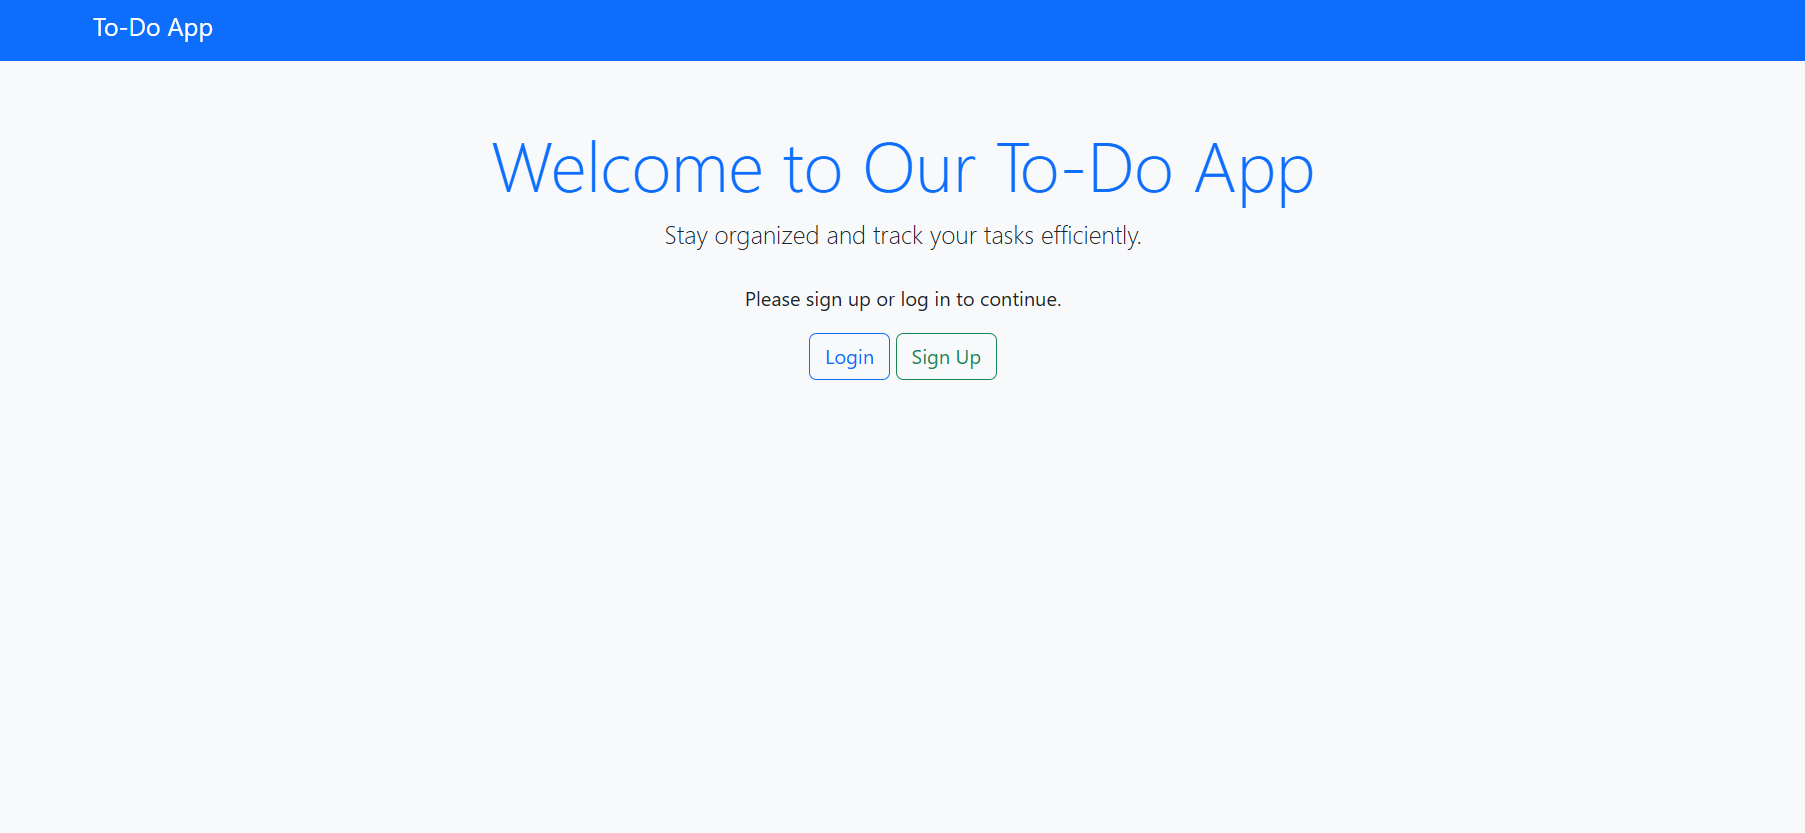 To-Do App
Welcome to Our To-Do App
Stay organized and track your tasks efficiently.
Please sign up or log in to continue.
Login Sign Up